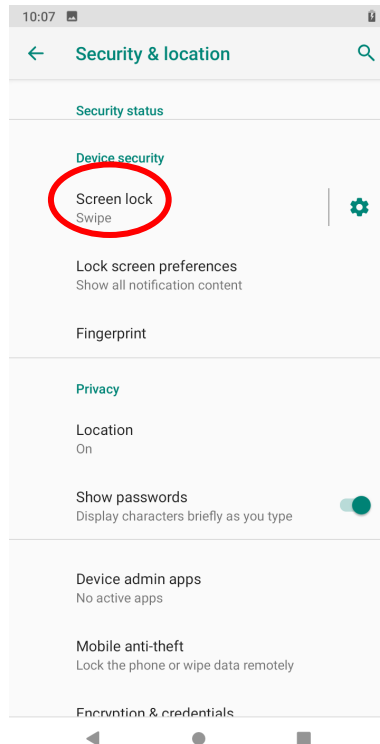 10:07
Security & location
Security status
Device security
Screen lock
Swipe
Lock screen preferences
Show all notification content
Fingerprint
Privacy
Location
On
Show passwords
Display characters briefly as you type
Device admin apps
No active apps
Mobile anti-theft
Lock the phone or wipe data remotely
Encryption & credentials